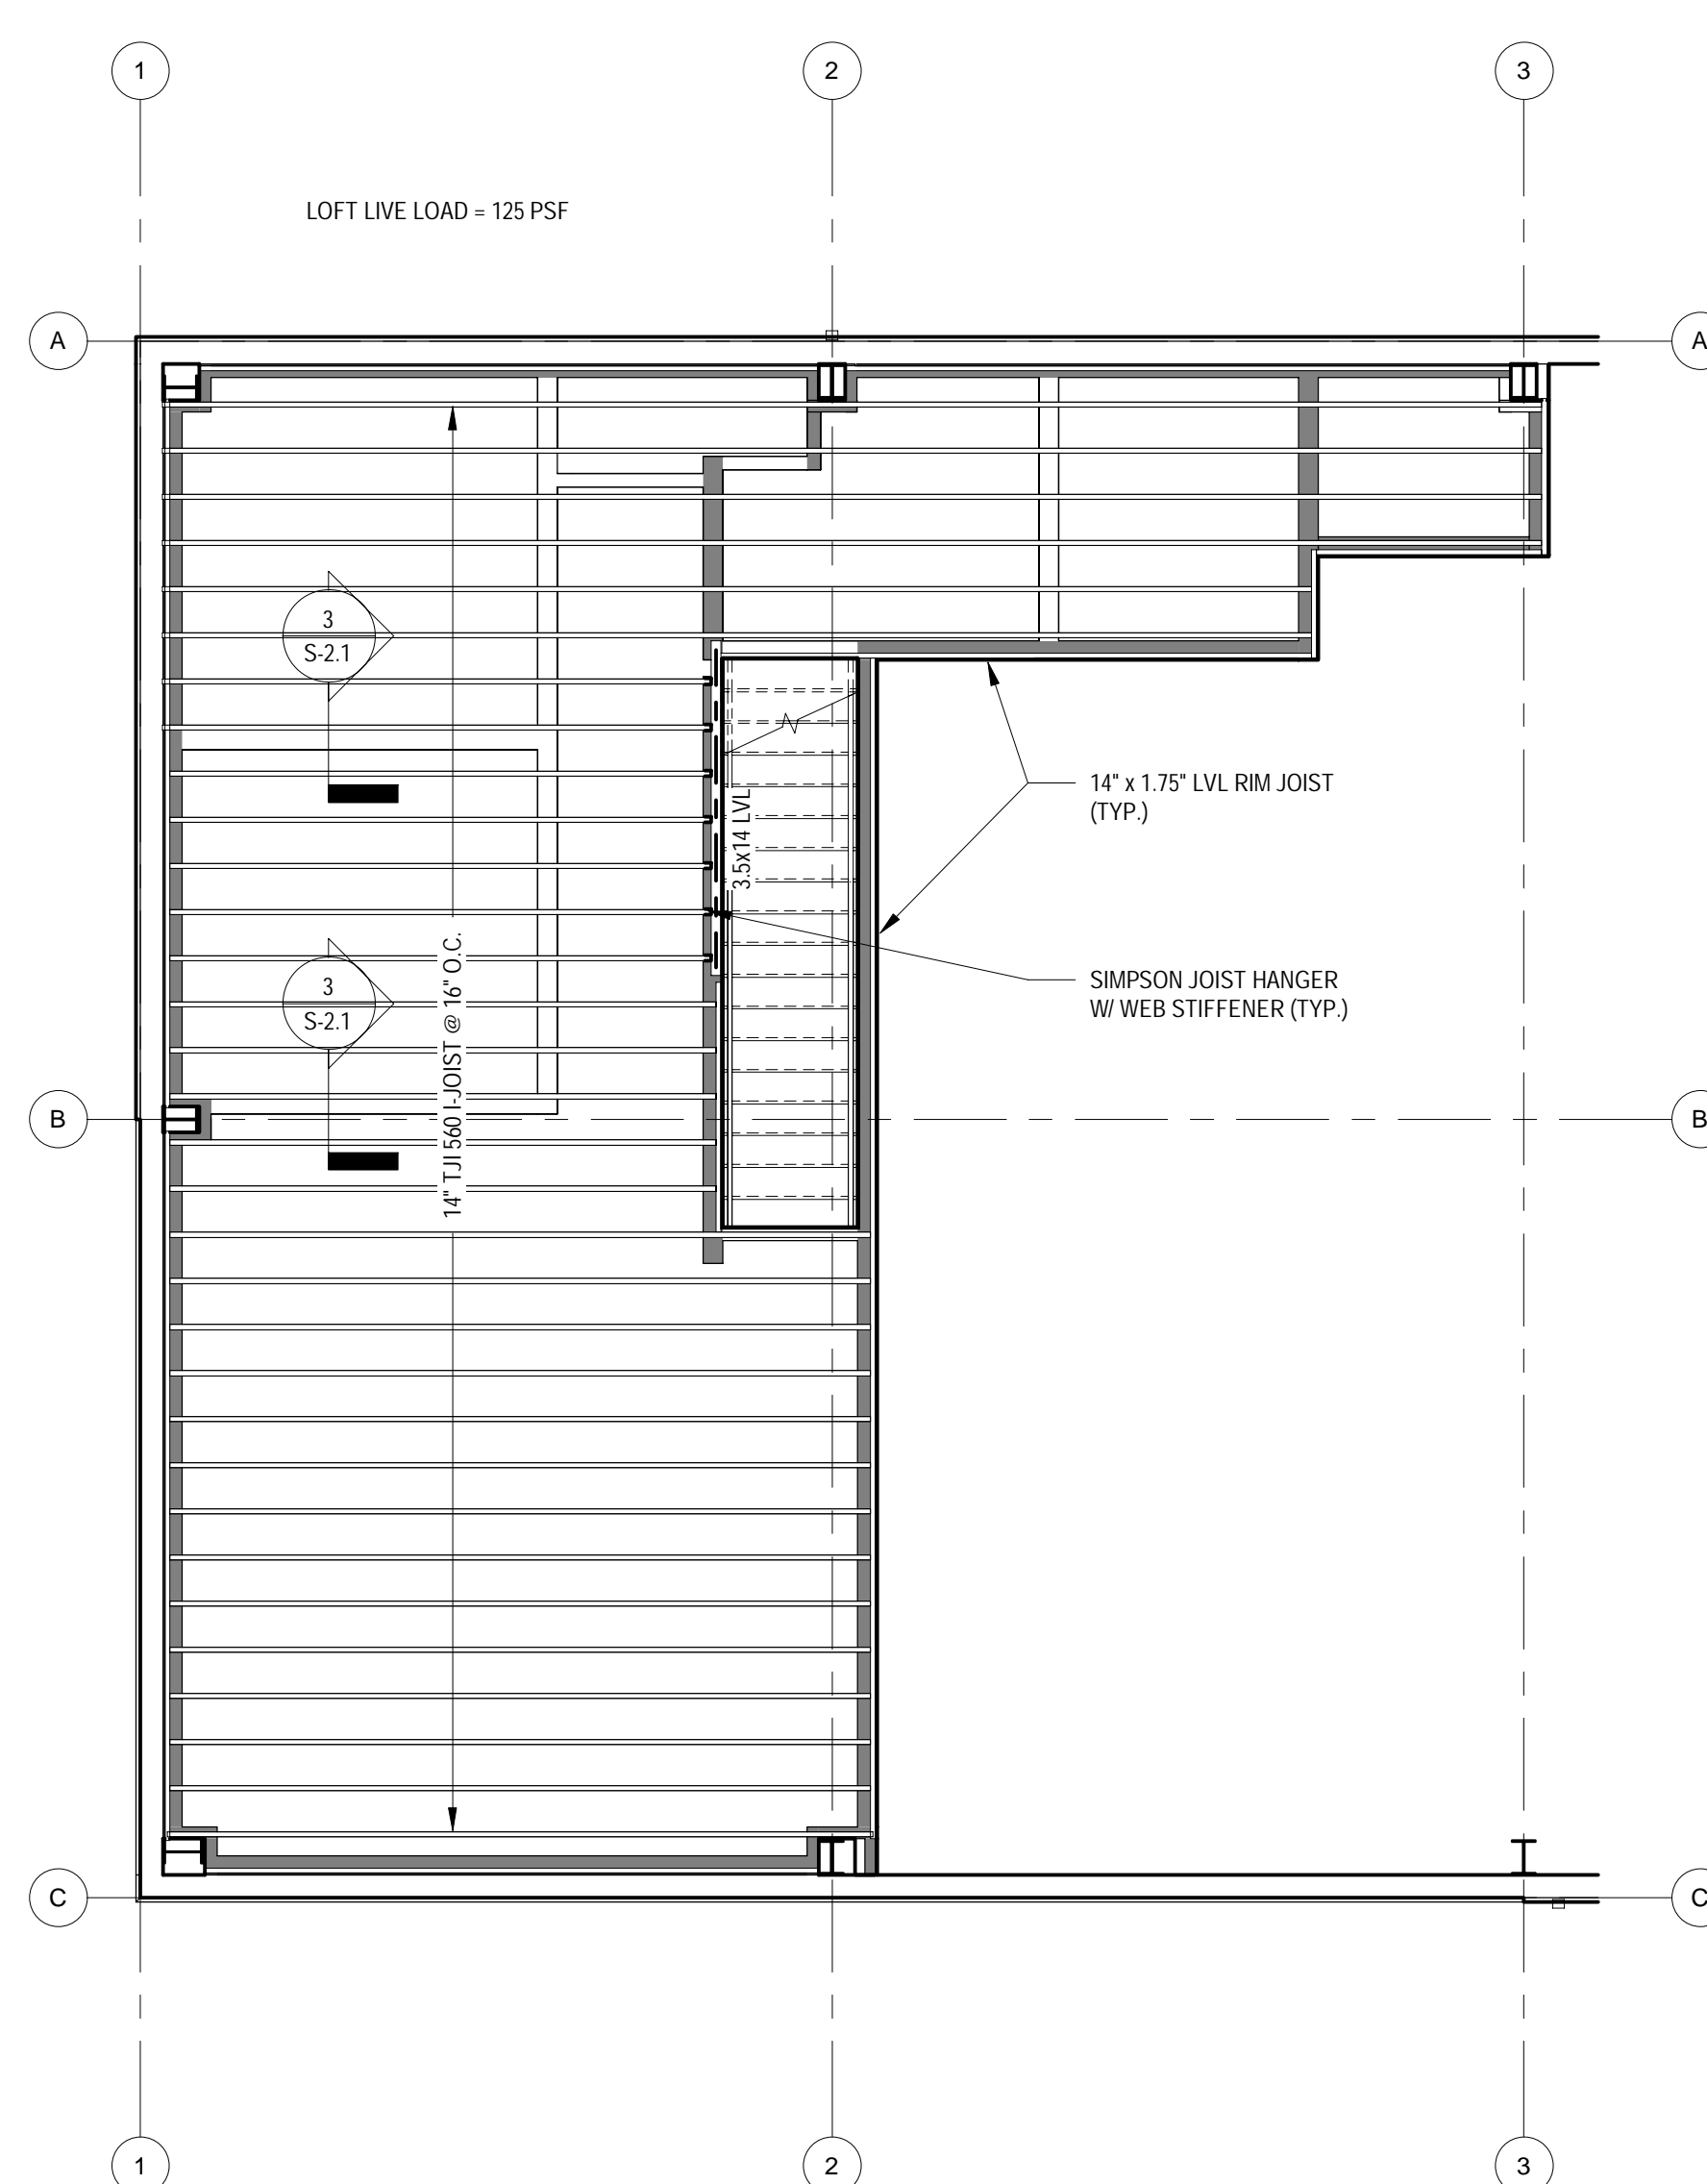 1
2
3
LOFT LIVE LOAD = 125 PSF
A
A
3
S-2.1
14" x 1.75" LVL RIM JOIST
(TYP.)
3.5x14 LVL
SIMPSON JOIST HANGER
W/ WEB STIFFENER (TYP.)
3
S-2.1
14" TJI 560 I-JOIST @ 16" O.C.
B
B
C
C
1
2
3